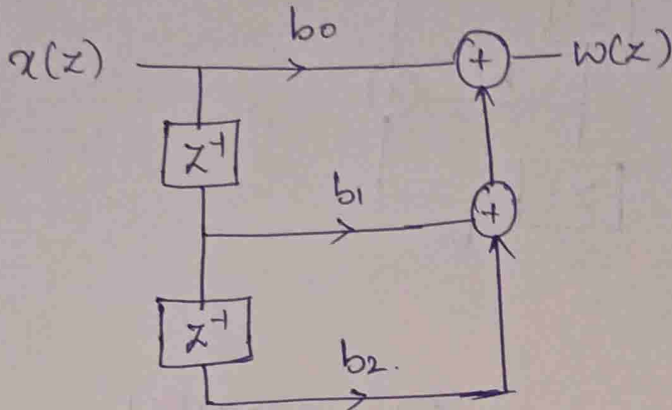 b0
x(z) + w(z)
z⁻¹
b1
+
z⁻¹
b2.